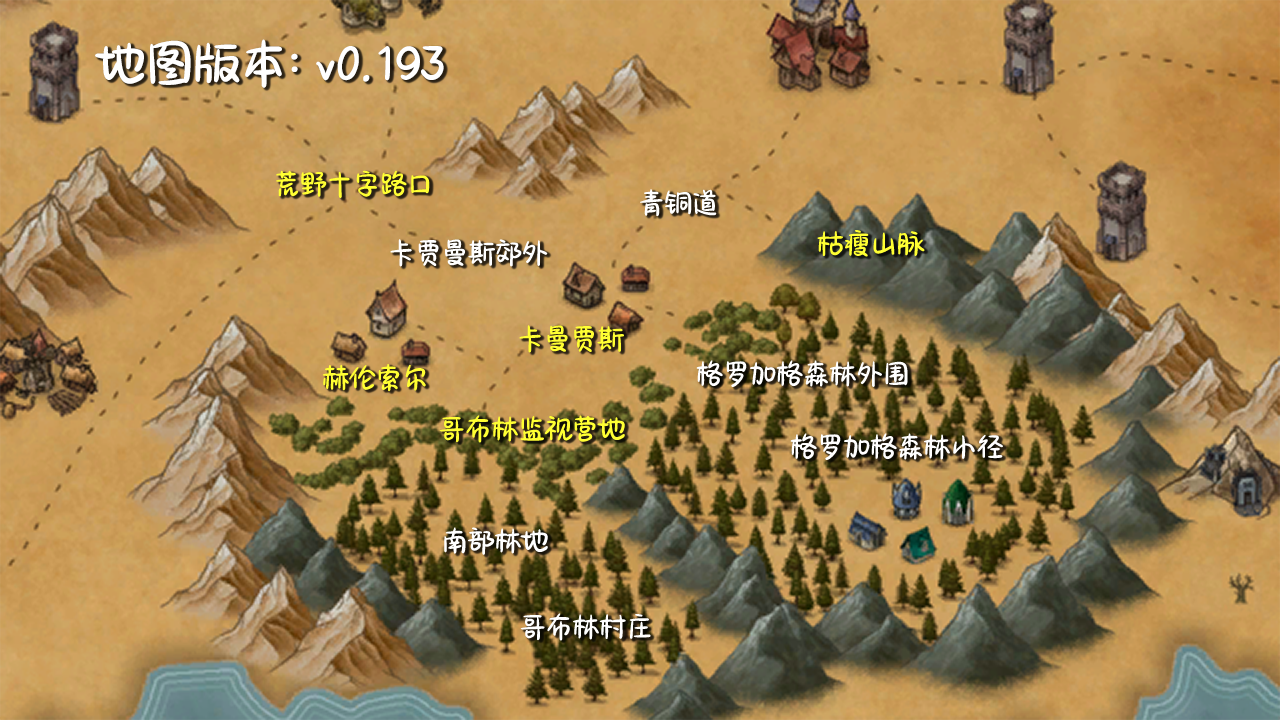 地图版本: v0.193
荒野十字路口
青铜道
卡贾曼斯郊外
枯瘦山脉
卡曼贾斯
格罗加格森林外围
赫伦索尔
哥布林监视营地
格罗加格森林小径
南部林地
哥布林村庄